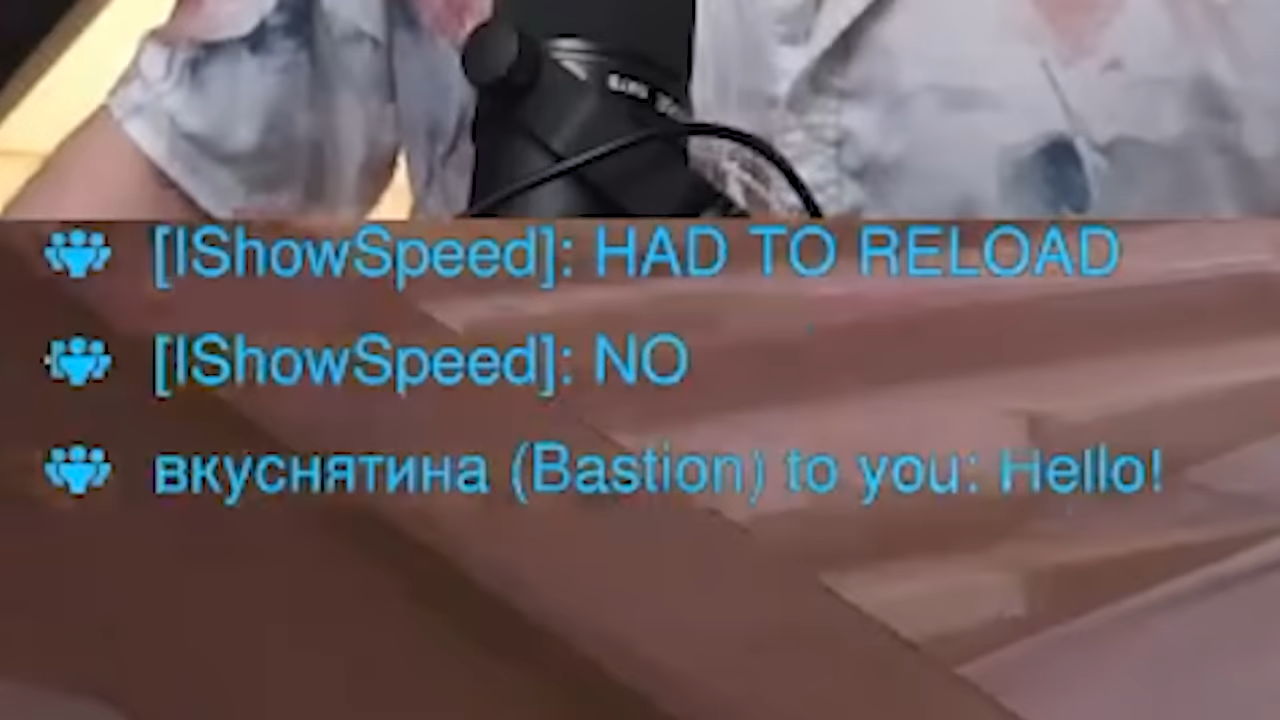 [IShowSpeed]: HAD TO RELOAD
[IShowSpeed]: NO
вкуснятина (Bastion) to you: Hello!